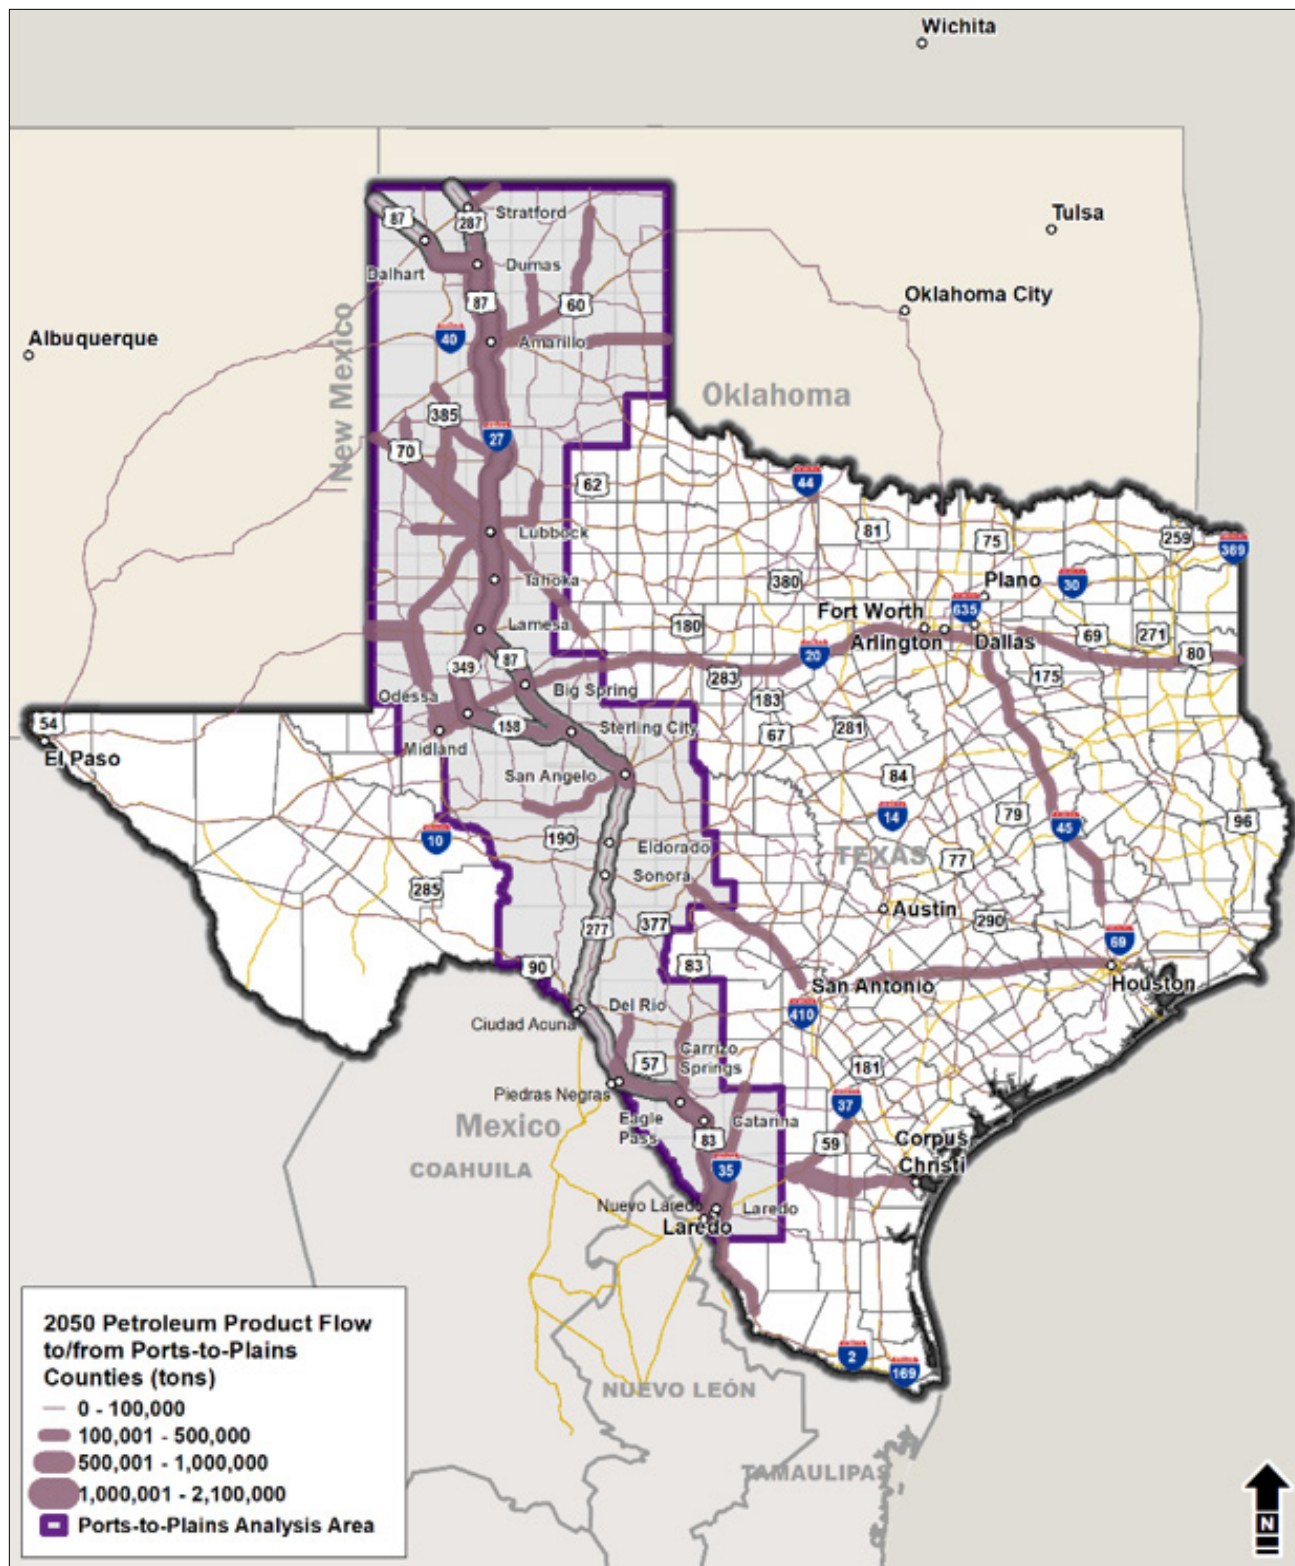 Wichita
Tulsa
Oklahoma City
Albuquerque
New Mexico
Oklahoma
87
287
Stratford
Dalhart
Dumas
87
60
40
Amarillo
385
27
70
62
44
Lubbock
81
75
259
369
Tahoka
380
Plano
30
Fort Worth
635
Lamesa
180
Arlington
Dallas
69
271
80
87
20
349
283
175
Odessa
Big Spring
183
54
158
Sterling City
67
281
El Paso
Midland
San Angelo
84
79
14
45
96
10
190
Eldorado
TEXAS
77
285
Sonora
Austin
290
277
377
69
90
83
San Antonio
Houston
Del Rio
410
Ciudad Acuna
57
Carrizo
Springs
181
Piedras Negras
37
Eagle
Pass
Catarina
Mexico
83
59
Corpus
Christi
COAHUILA
35
Nuevo Laredo
Laredo
Laredo
2
169
NUEVO LEÓN
TAMAULIPAS
2050 Petroleum Product Flow
to/from Ports-to-Plains
Counties (tons)
0 - 100,000
100,001 - 500,000
500,001 - 1,000,000
1,000,001 - 2,100,000
Ports-to-Plains Analysis Area
N